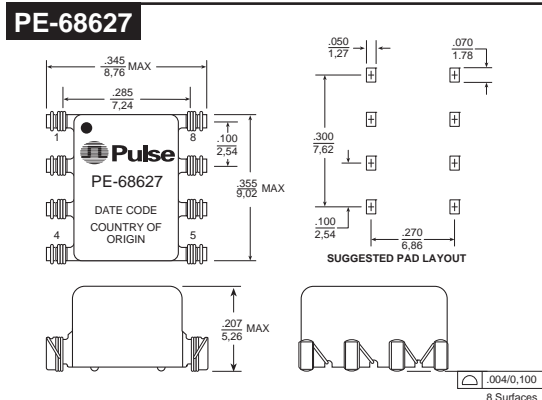 PE-68627
.345 MAX
8,76
.285
7,24
1
8
.100
2,54
Pulse
PE-68627
.355 MAX
9,02
DATE CODE
COUNTRY OF
ORIGIN
4
5
.050
1,27
.070
1.78
.300
7,62
.100
2,54
.270
6,86
SUGGESTED PAD LAYOUT
.207 MAX
5,26
.004/0,100
8 Surfaces